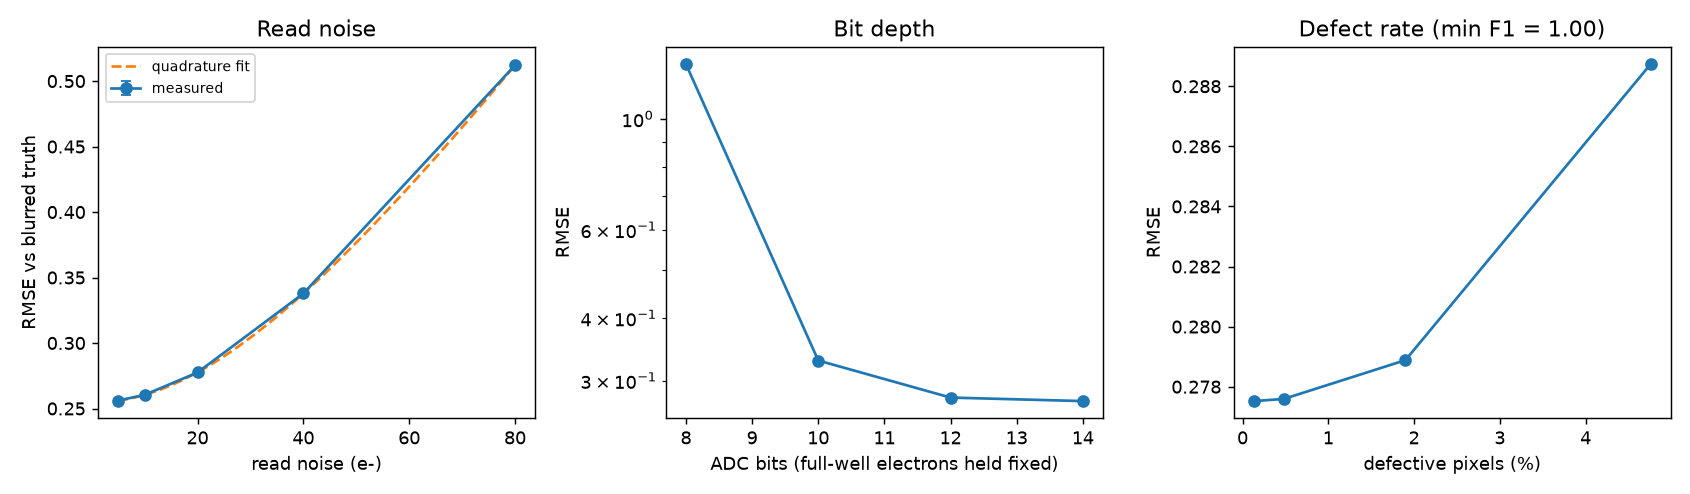 Read noise
RMSE vs blurred truth
0.50
0.45
0.40
0.35
0.30
0.25
quadrature fit
measured
20
40
60
80
read noise (e-)
Bit depth
RMSE
10⁰
6 × 10⁻¹
4 × 10⁻¹
3 × 10⁻¹
8
9
10
11
12
13
14
ADC bits (full-well electrons held fixed)
Defect rate (min F1 = 1.00)
RMSE
0.288
0.286
0.284
0.282
0.280
0.278
0
1
2
3
4
defective pixels (%)